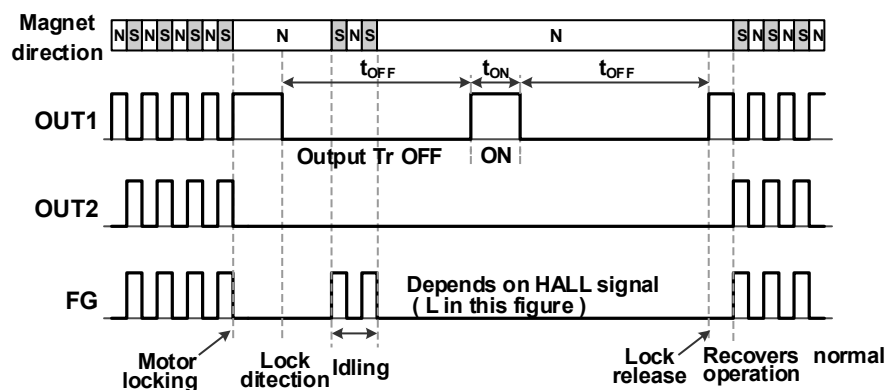 Magnet
direction
N S N S N S N S N S N S N S N S N S N
tOFF tON tOFF
OUT1
Output Tr OFF ON
OUT2
FG
Depends on HALL signal
( L in this figure )
Motor
locking
Lock
ditection
Idling
Lock
release
Recovers normal
operation